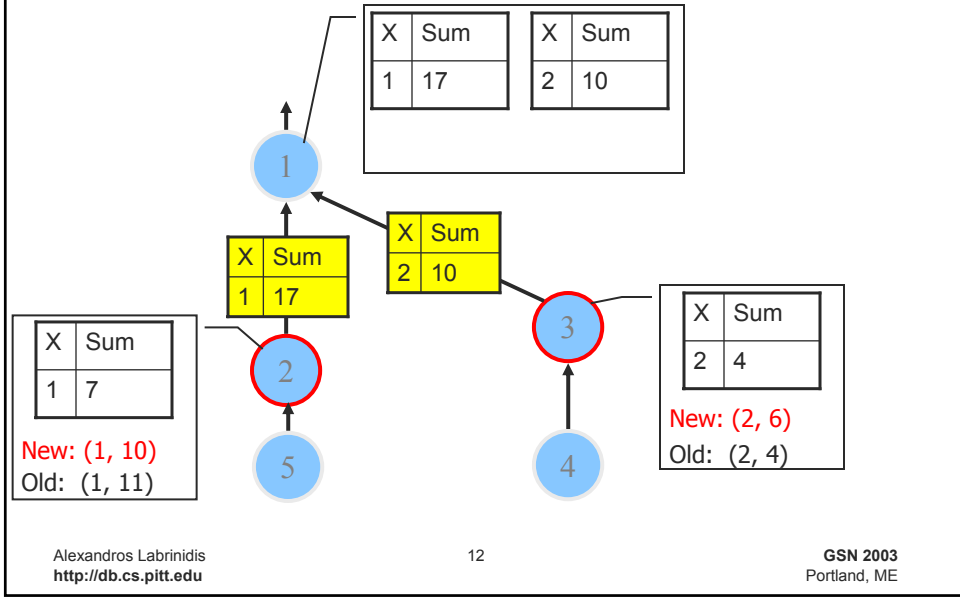 X Sum
1 17
X Sum
2 10
1
X Sum
2 10
X Sum
1 17
3
X Sum
2 4
New: (2, 6)
Old: (2, 4)
X Sum
1 7
New: (1, 10)
Old: (1, 11)
2
5
4
Alexandros Labrinidis
http://db.cs.pitt.edu
12
GSN 2003
Portland, ME